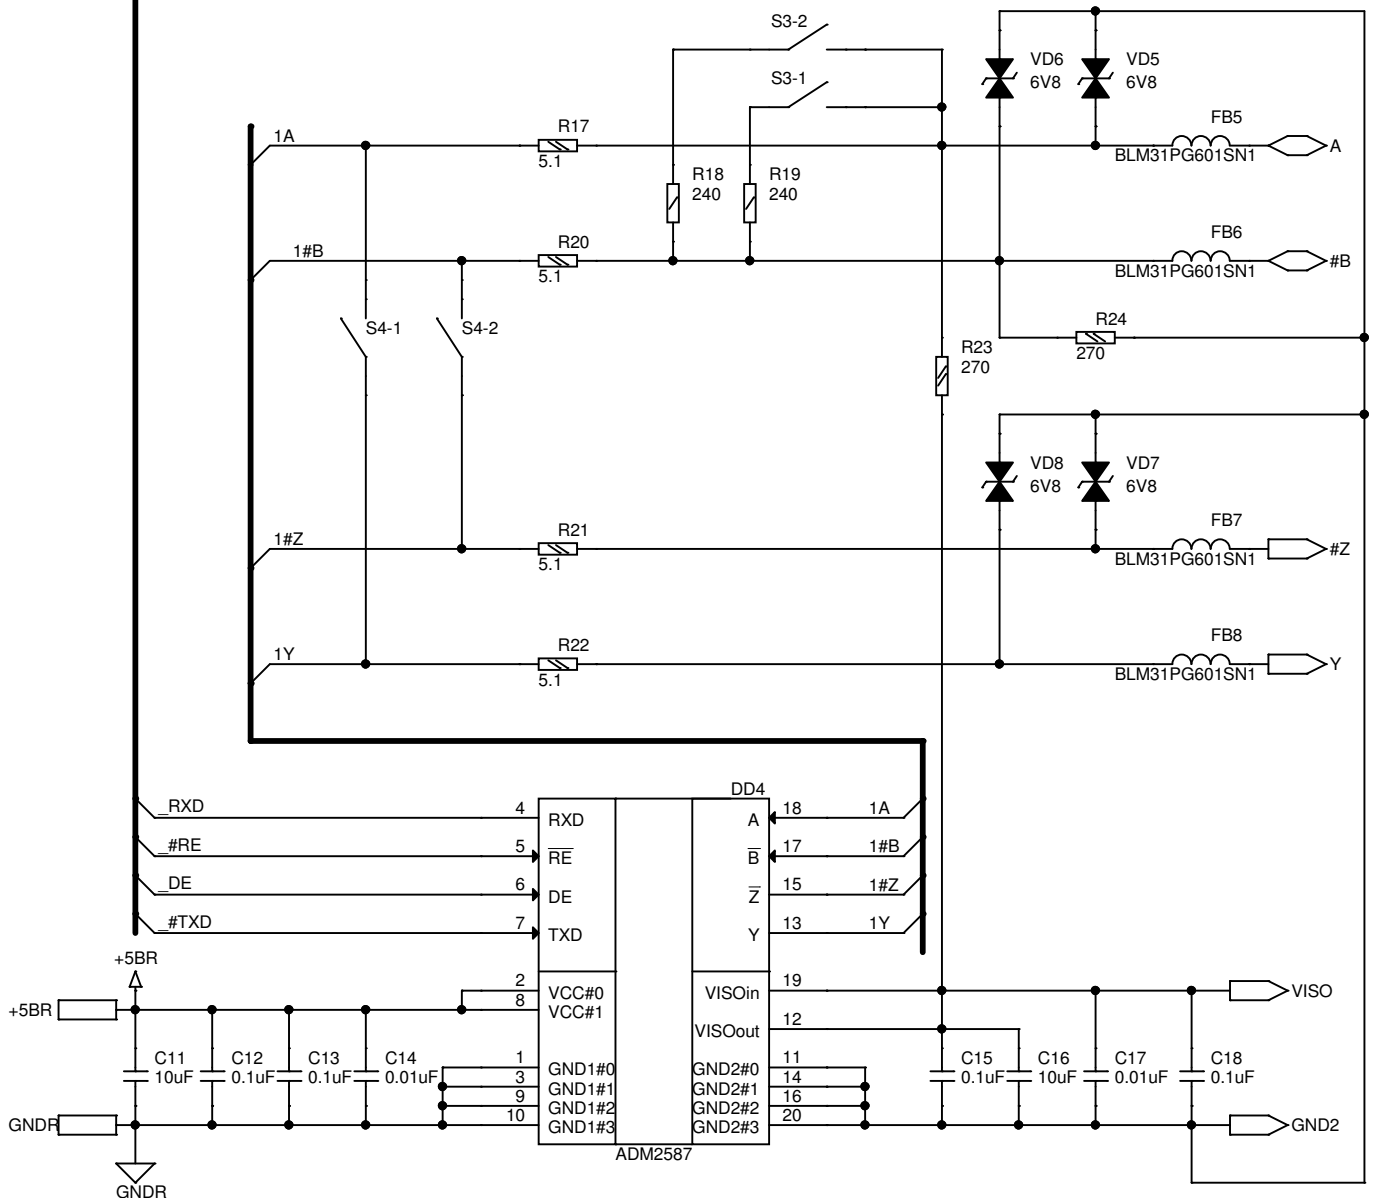 S3-2
S3-1
VD6
6V8
VD5
6V8
1A
R17
5.1
FB5
BLM31PG601SN1
A
R18
240
R19
240
1#B
R20
5.1
FB6
BLM31PG601SN1
#B
S4-1
S4-2
R23
270
R24
270
VD8
6V8
VD7
6V8
1#Z
R21
5.1
FB7
BLM31PG601SN1
#Z
1Y
R22
5.1
FB8
BLM31PG601SN1
Y
DD4
_RXD 4 RXD A 18 1A
_#RE 5 RE B 17 1#B
_DE 6 DE Z 15 1#Z
_#TXD 7 TXD Y 13 1Y
+5BR
+5BR
2 VCC#0 VISOin 19 VISO
8 VCC#1 VISOout 12
C11
10uF
C12
0.1uF
C13
0.1uF
C14
0.01uF
1 GND1#0 GND2#0 11
3 GND1#1 GND2#1 14
9 GND1#2 GND2#2 16
10 GND1#3 GND2#3 20
C15
0.1uF
C16
10uF
C17
0.01uF
C18
0.1uF
GNDR
GND2
ADM2587
GNDR